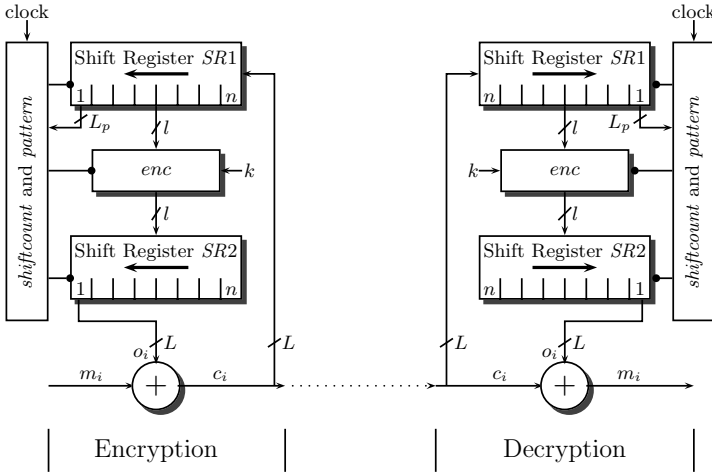 clock
shiftcount and pattern
Shift Register SR1
1 n
L_p
l
enc
k
l
Shift Register SR2
1 n
o_i
L
L
m_i
+
c_i
Encryption
clock
shiftcount and pattern
Shift Register SR1
n 1
l
L_p
k
enc
l
Shift Register SR2
n 1
L
o_i
L
c_i
+
m_i
Decryption